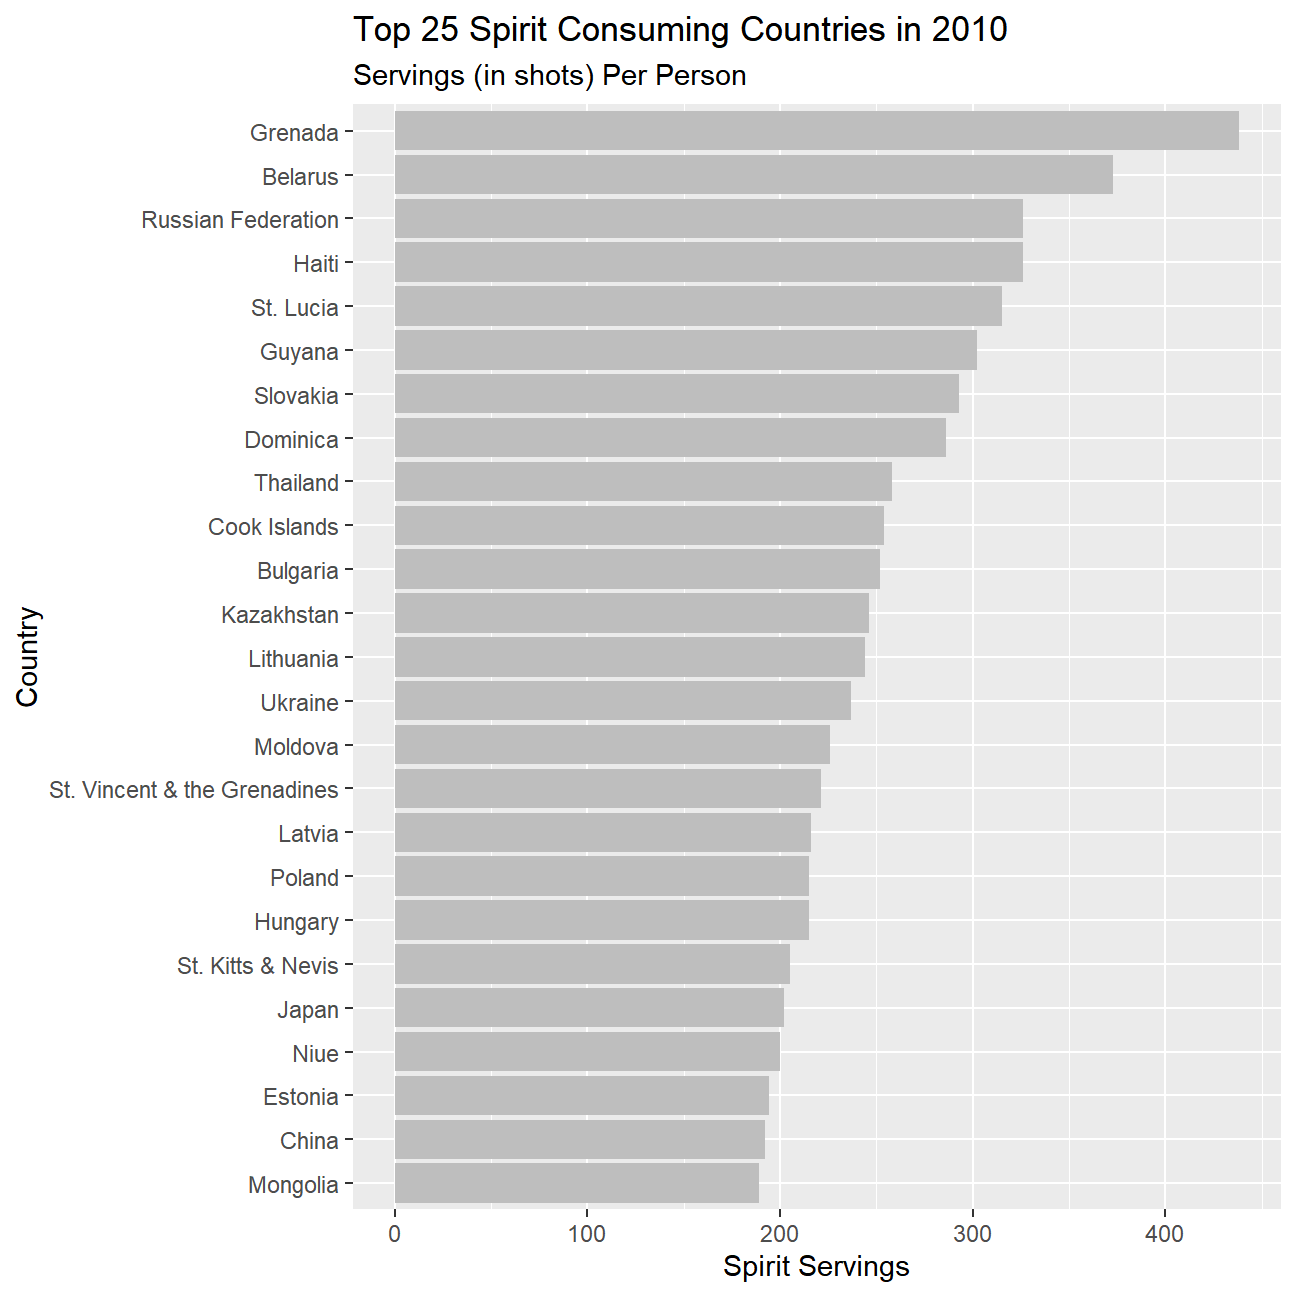 Top 25 Spirit Consuming Countries in 2010
Servings (in shots) Per Person
Country
Grenada
Belarus
Russian Federation
Haiti
St. Lucia
Guyana
Slovakia
Dominica
Thailand
Cook Islands
Bulgaria
Kazakhstan
Lithuania
Ukraine
Moldova
St. Vincent & the Grenadines
Latvia
Poland
Hungary
St. Kitts & Nevis
Japan
Niue
Estonia
China
Mongolia
0 100 200 300 400
Spirit Servings